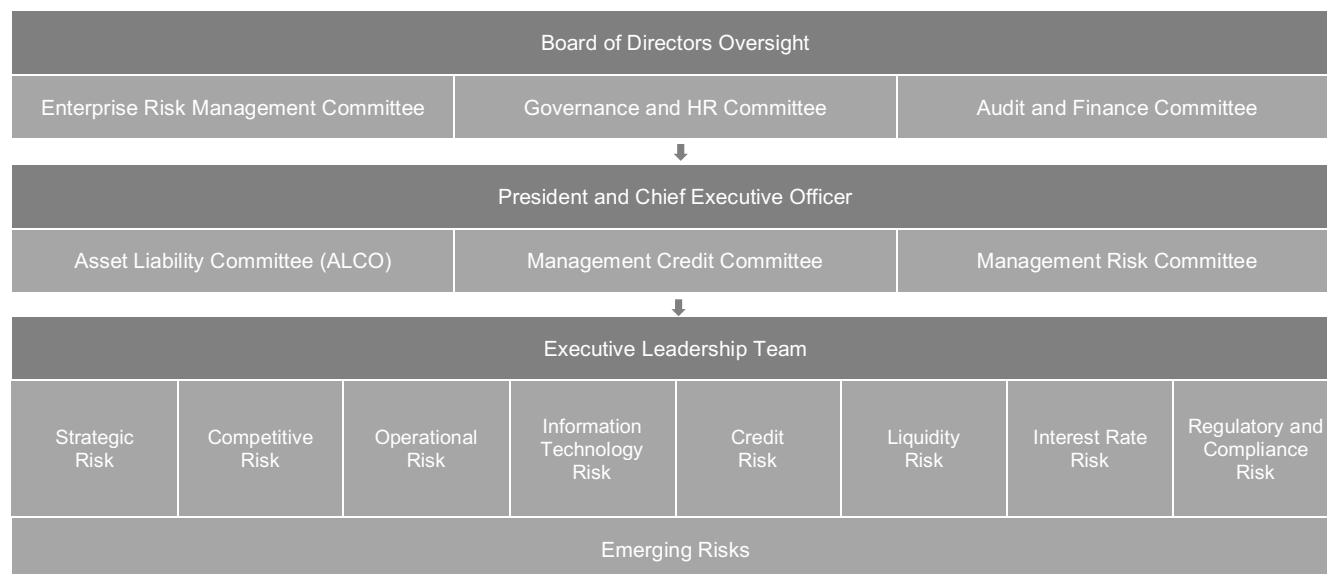 Board of Directors Oversight
Enterprise Risk Management Committee
Governance and HR Committee
Audit and Finance Committee
President and Chief Executive Officer
Asset Liability Committee (ALCO)
Management Credit Committee
Management Risk Committee
Executive Leadership Team
Strategic
Risk
Competitive
Risk
Operational
Risk
Information
Technology
Risk
Credit
Risk
Liquidity
Risk
Interest Rate
Risk
Regulatory and
Compliance
Risk
Emerging Risks